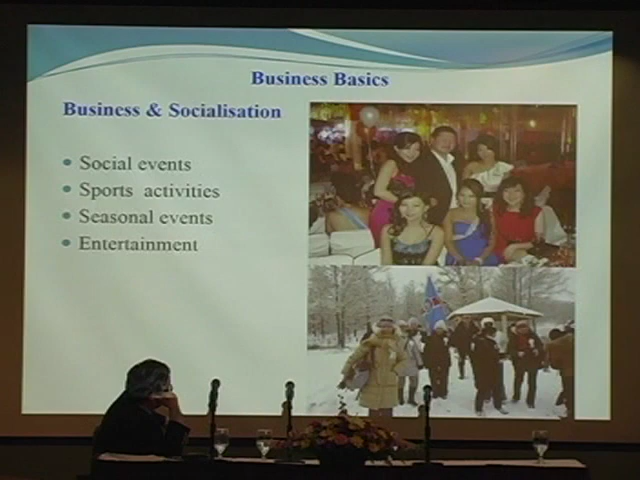 Business Basics
Business & Socialisation
Social events
Sports activities
Seasonal events
Entertainment